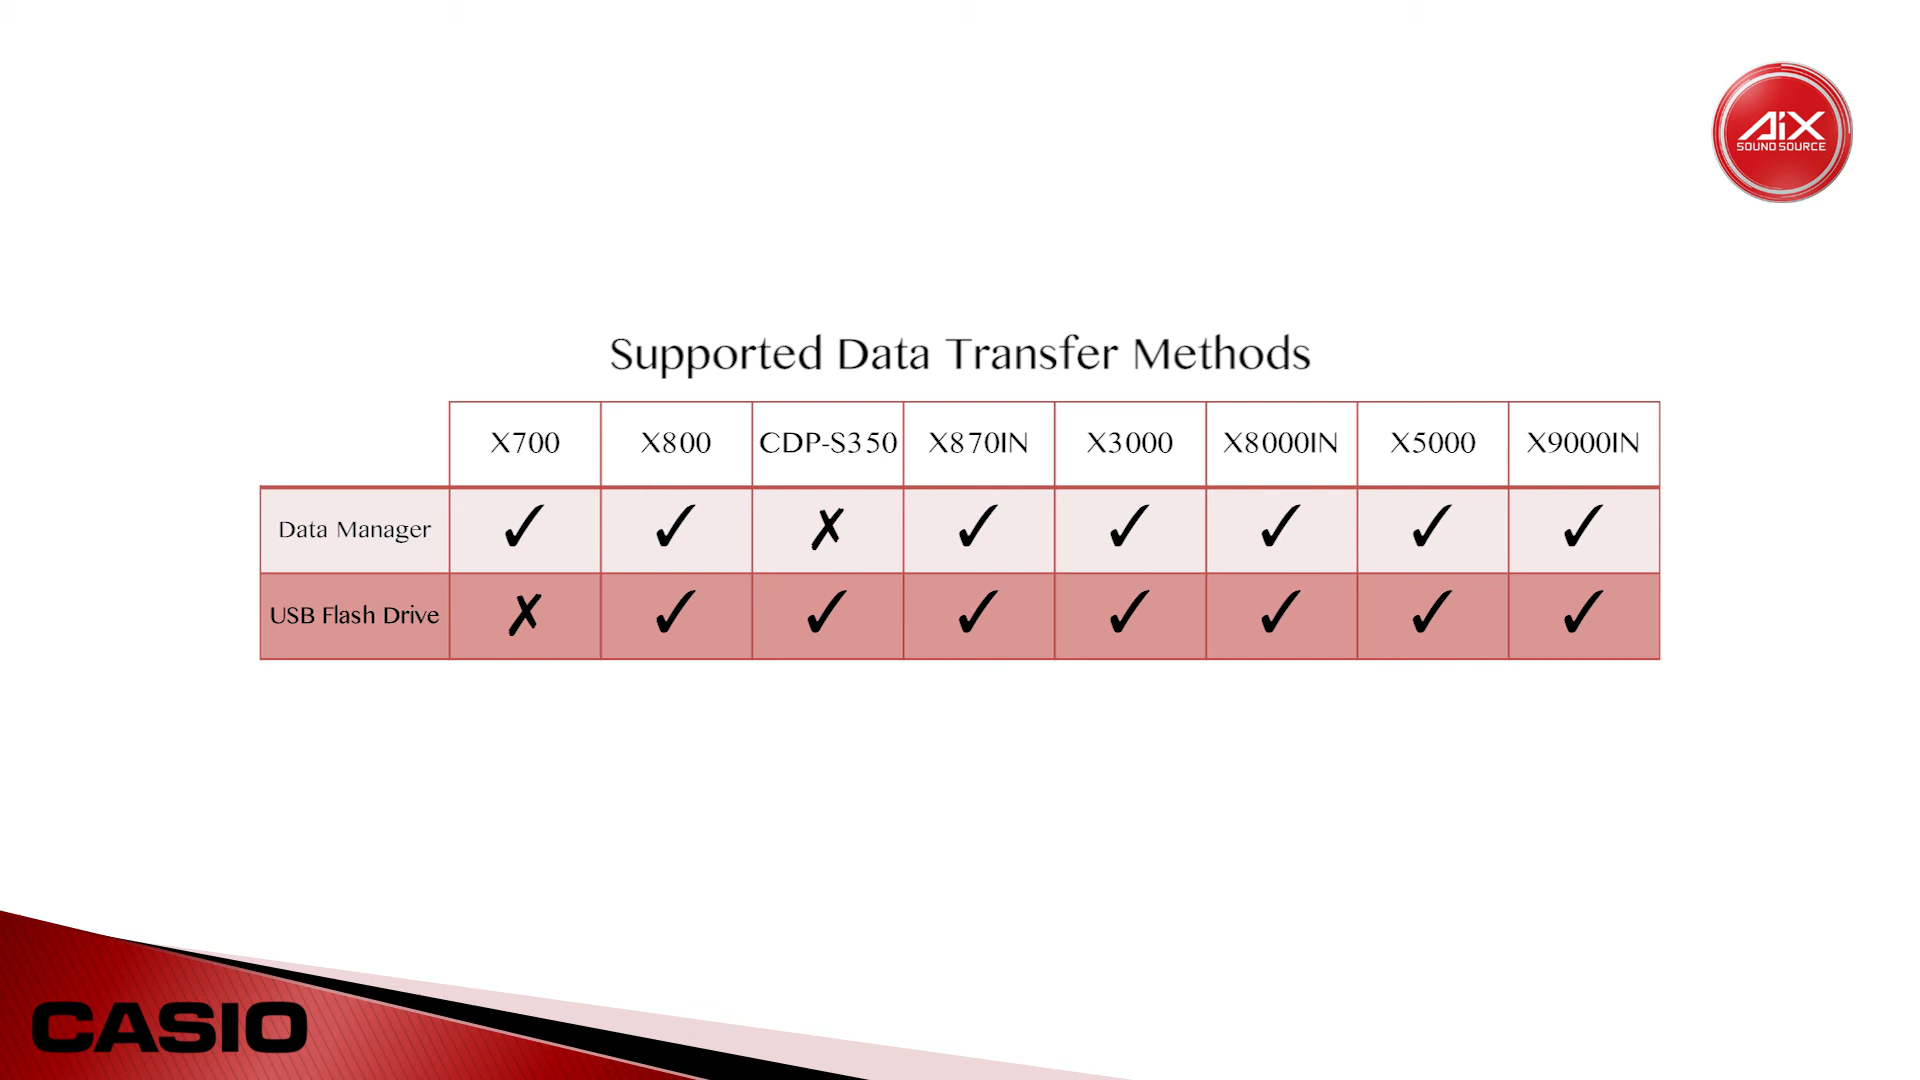 AiX
SOUND SOURCE
Supported Data Transfer Methods
X700 X800 CDP-S350 X870IN X3000 X8000IN X5000 X9000IN
Data Manager ✓ ✓ ✗ ✓ ✓ ✓ ✓ ✓
USB Flash Drive ✗ ✓ ✓ ✓ ✓ ✓ ✓ ✓
CASIO